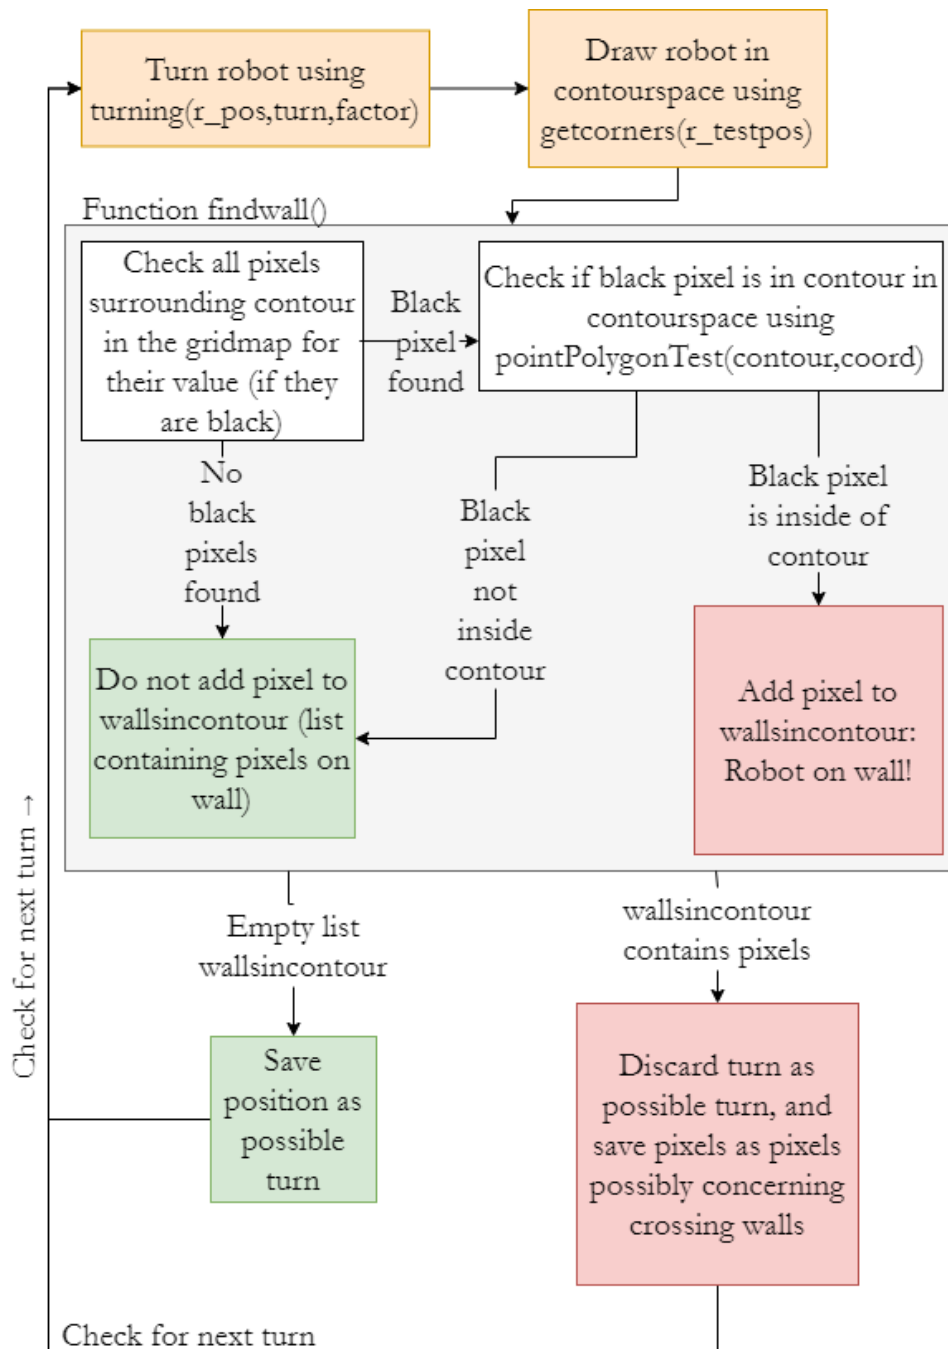 Turn robot using
turning(r_pos,turn,factor)
Draw robot in
contourspace using
getcorners(r_testpos)
Function findwall()
Check all pixels
surrounding contour
in the gridmap for
their value (if they
are black)
Black
pixel
found
Check if black pixel is in contour in
contourspace using
pointPolygonTest(contour,coord)
No
black
pixels
found
Black
pixel
not
inside
contour
Black pixel
is inside of
contour
Do not add pixel to
wallsincontour (list
containing pixels on
wall)
Add pixel to
wallsincontour:
Robot on wall!
Check for next turn →
Empty list
wallsincontour
wallsincontour
contains pixels
Save
position as
possible
turn
Discard turn as
possible turn, and
save pixels as pixels
possibly concerning
crossing walls
Check for next turn